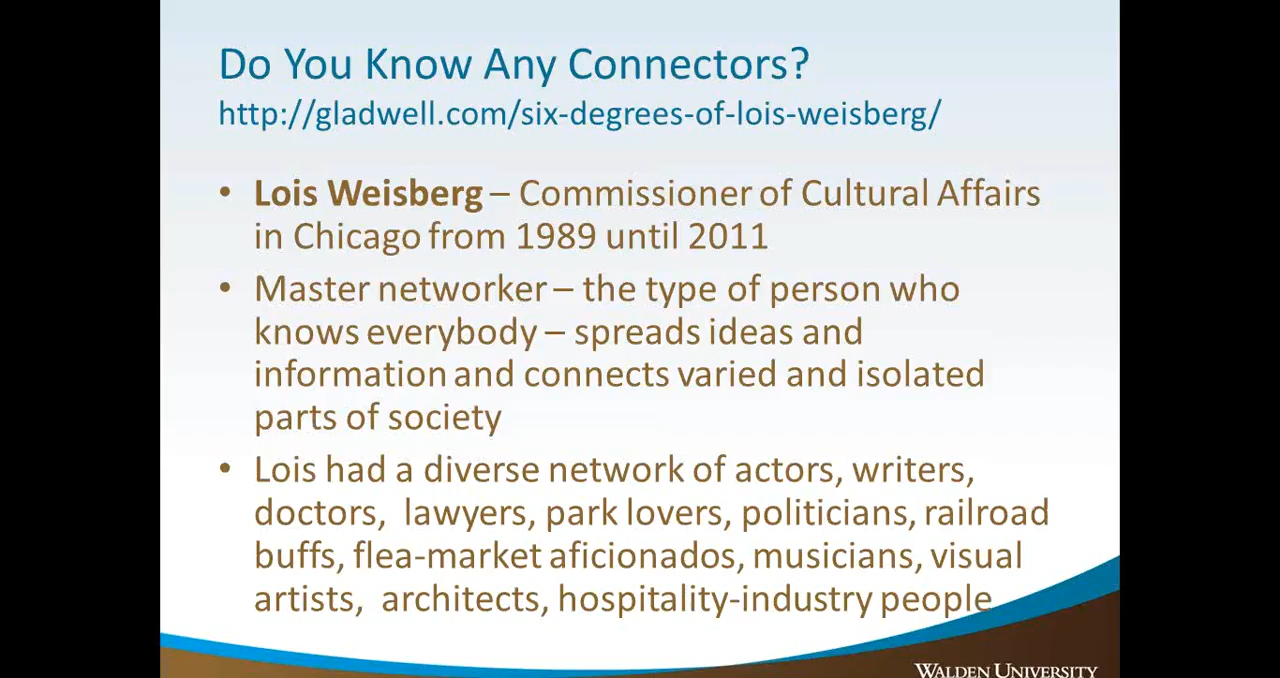 Do You Know Any Connectors?
http://gladwell.com/six-degrees-of-lois-weisberg/
• Lois Weisberg – Commissioner of Cultural Affairs
in Chicago from 1989 until 2011
• Master networker – the type of person who
knows everybody – spreads ideas and
information and connects varied and isolated
parts of society
• Lois had a diverse network of actors, writers,
doctors, lawyers, park lovers, politicians, railroad
buffs, flea-market aficionados, musicians, visual
artists, architects, hospitality-industry people
WALDEN UNIVERSITY